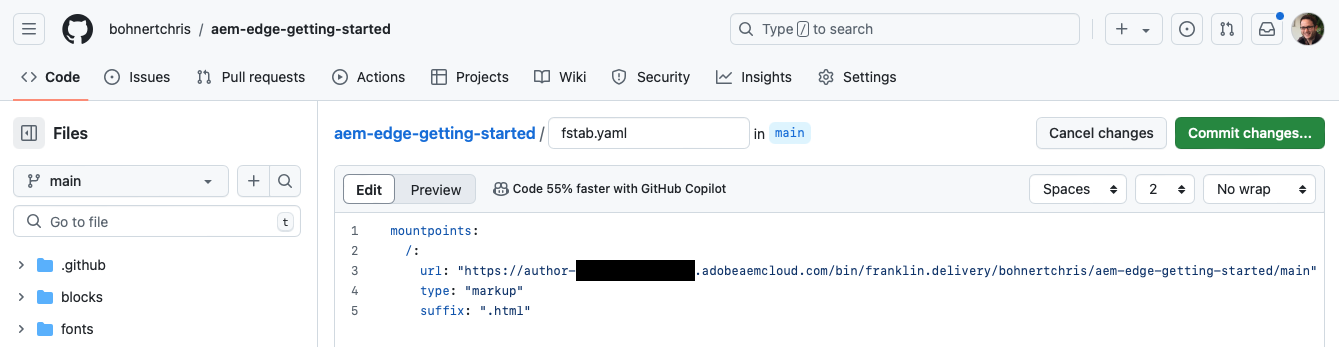 bohnertchris / aem-edge-getting-started
Type / to search
Code Issues Pull requests Actions Projects Wiki Security Insights Settings
Files
main
Go to file t
.github
blocks
fonts
aem-edge-getting-started / fstab.yaml in main
Cancel changes Commit changes...
Edit Preview Code 55% faster with GitHub Copilot Spaces 2 No wrap
1 mountpoints:
2 /:
3 url: "https://author- .adobeaemcloud.com/bin/franklin.delivery/bohnertchris/aem-edge-getting-started/main"
4 type: "markup"
5 suffix: ".html"